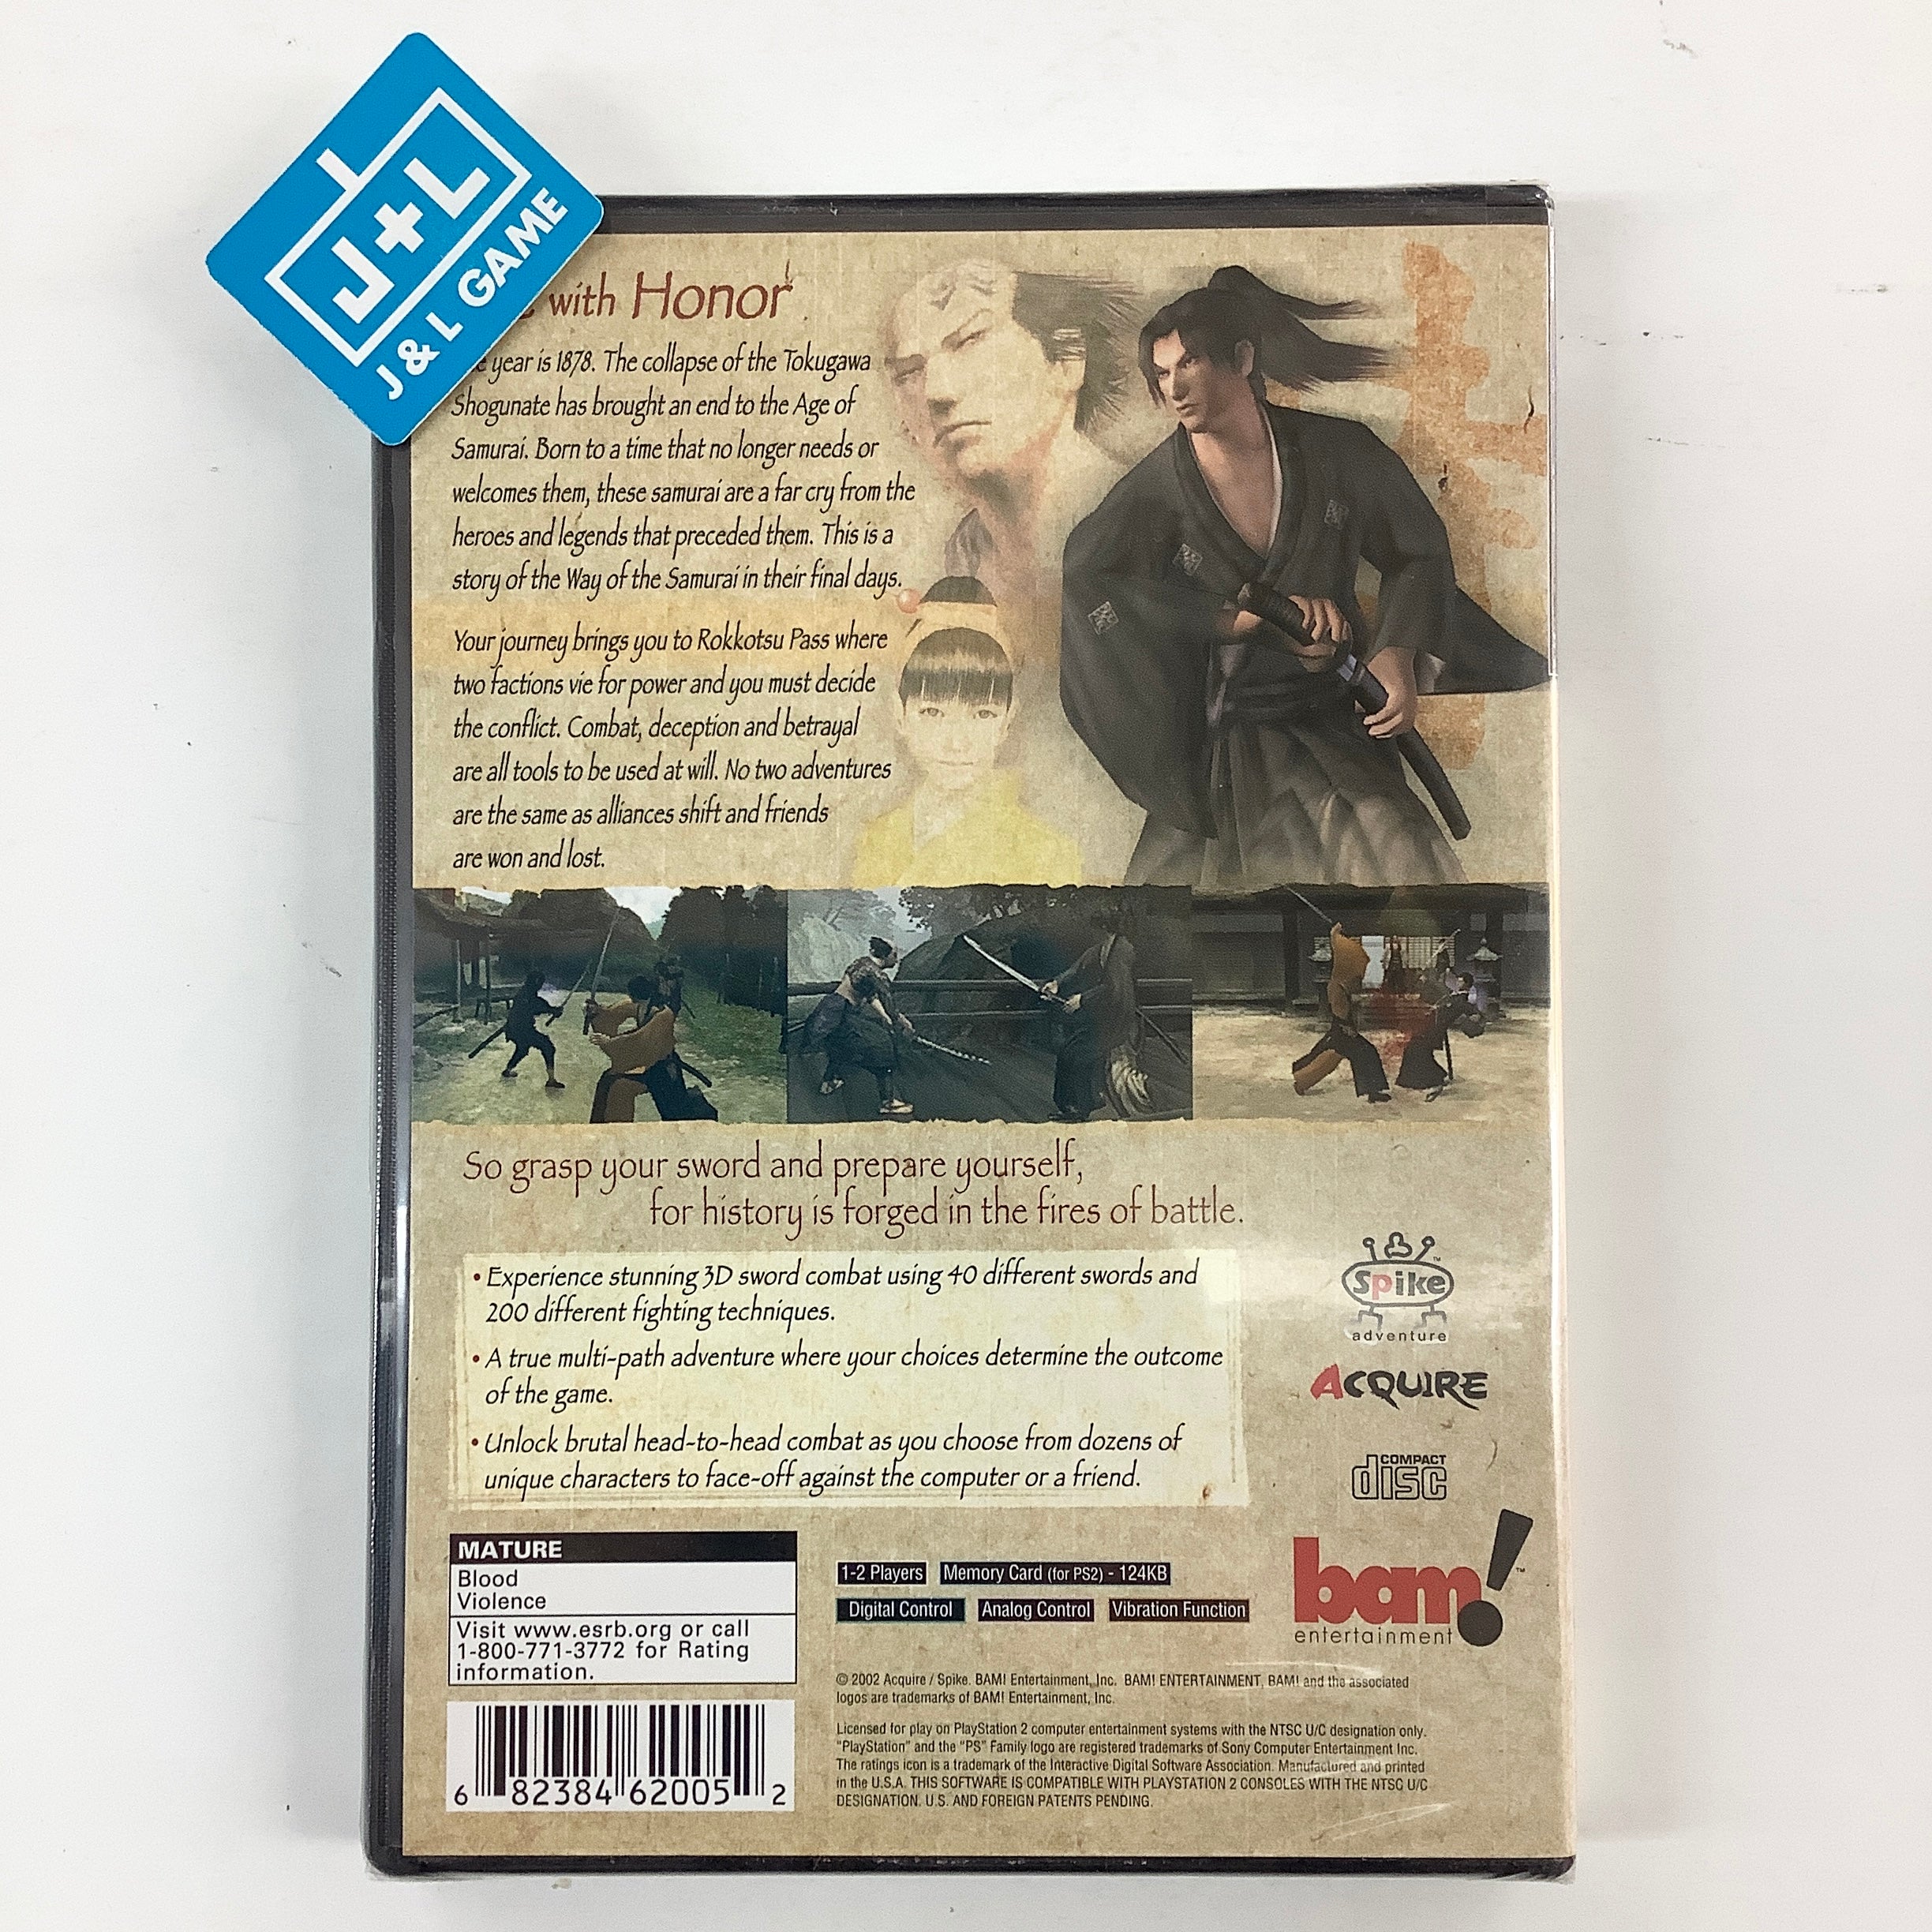 J+L
J & L GAME
with Honor
year is 1878. The collapse of the Tokugawa
Shogunate has brought an end to the Age of
Samurai. Born to a time that no longer needs or
welcomes them, these samurai are a far cry from the
heroes and legends that preceded them. This is a
story of the Way of the Samurai in their final days.
Your journey brings you to Rokkotsu Pass where
two factions vie for power and you must decide
the conflict. Combat, deception and betrayal
are all tools to be used at will. No two adventures
are the same as alliances shift and friends
are won and lost.
So grasp your sword and prepare yourself,
for history is forged in the fires of battle.
• Experience stunning 3D sword combat using 40 different swords and
200 different fighting techniques.
• A true multi-path adventure where your choices determine the outcome
of the game.
• Unlock brutal head-to-head combat as you choose from dozens of
unique characters to face-off against the computer or a friend.
Spike™
adventure
ACQUIRE
COMPACT
disc
bam!™
entertainment
MATURE
Blood
Violence
Visit www.esrb.org or call
1-800-771-3772 for Rating
information.
1-2 Players Memory Card (for PS2) - 124KB
Digital Control Analog Control Vibration Function
© 2002 Acquire / Spike. BAM! Entertainment, Inc. BAM! ENTERTAINMENT, BAM! and the associated
logos are trademarks of BAM! Entertainment, Inc.
Licensed for play on PlayStation 2 computer entertainment systems with the NTSC U/C designation only.
"PlayStation" and the "PS" Family logo are registered trademarks of Sony Computer Entertainment Inc.
The ratings icon is a trademark of the Interactive Digital Software Association. Manufactured and printed
in the U.S.A. THIS SOFTWARE IS COMPATIBLE WITH PLAYSTATION 2 CONSOLES WITH THE NTSC U/C
DESIGNATION. U.S. AND FOREIGN PATENTS PENDING.
6 82384 62005 2